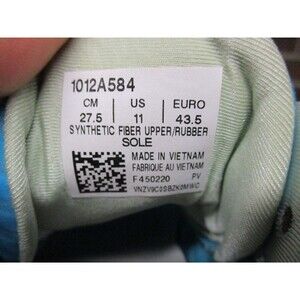 1012A584
CM US EURO
27.5 11 43.5
SYNTHETIC FIBER UPPER/RUBBER
SOLE
MADE IN VIETNAM
FABRIQUE AU VIETNAM
F450220 PV
VNZV9C0SBZK0MWC